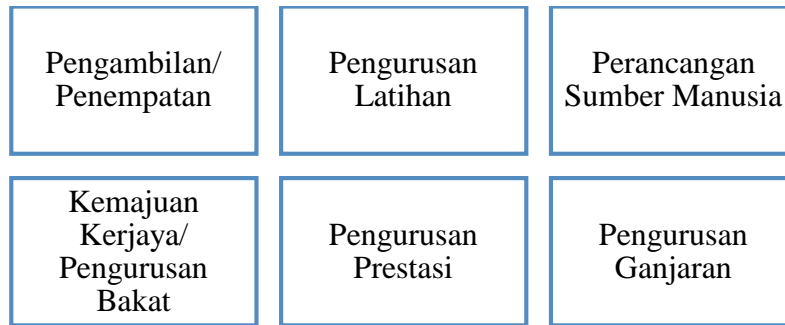 Pengambilan/
Penempatan
Pengurusan
Latihan
Perancangan
Sumber Manusia
Kemajuan
Kerjaya/
Pengurusan
Bakat
Pengurusan
Prestasi
Pengurusan
Ganjaran